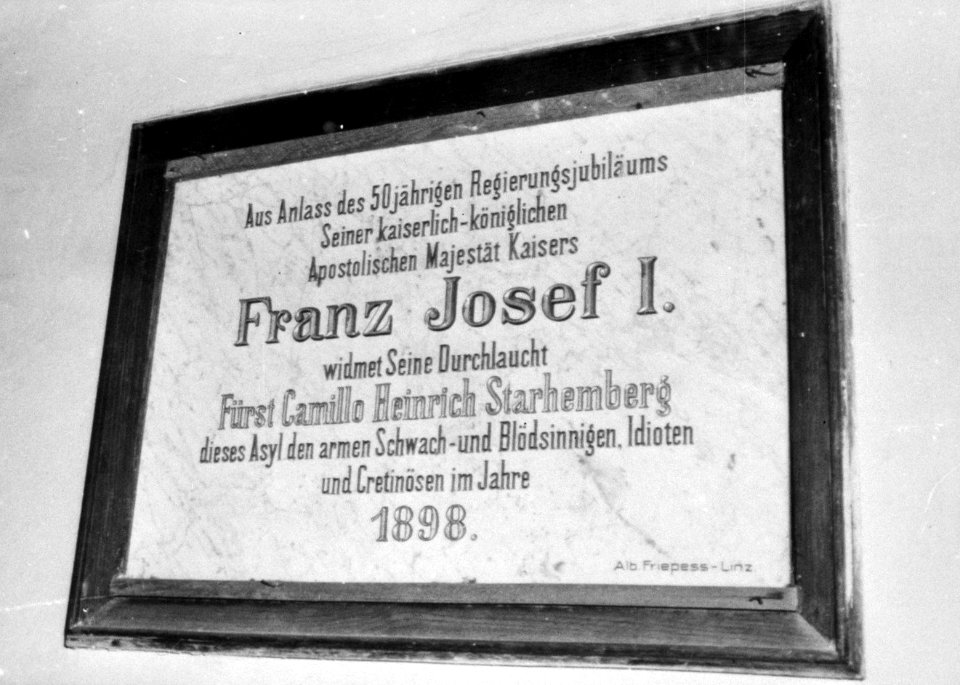 Aus Anlass des 50jährigen Regierungsjubiläums
Seiner kaiserlich-königlichen
Apostolischen Majestät Kaisers
Franz Josef I.
widmet Seine Durchlaucht
Fürst Camillo Heinrich Starhemberg
dieses Asyl den armen Schwach-und Blödsinnigen, Idioten
und Cretinösen im Jahre
1898.
Alb. Friepess-Linz